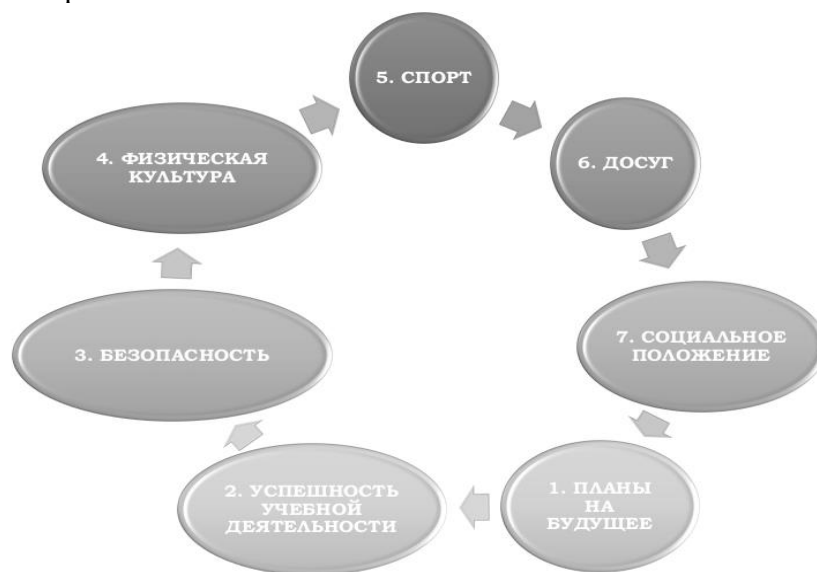 5. СПОРТ
4. ФИЗИЧЕСКАЯ
КУЛЬТУРА
6. ДОСУГ
3. БЕЗОПАСНОСТЬ
7. СОЦИАЛЬНОЕ
ПОЛОЖЕНИЕ
2. УСПЕШНОСТЬ
УЧЕБНОЙ
ДЕЯТЕЛЬНОСТИ
1. ПЛАНЫ
НА
БУДУЩЕЕ